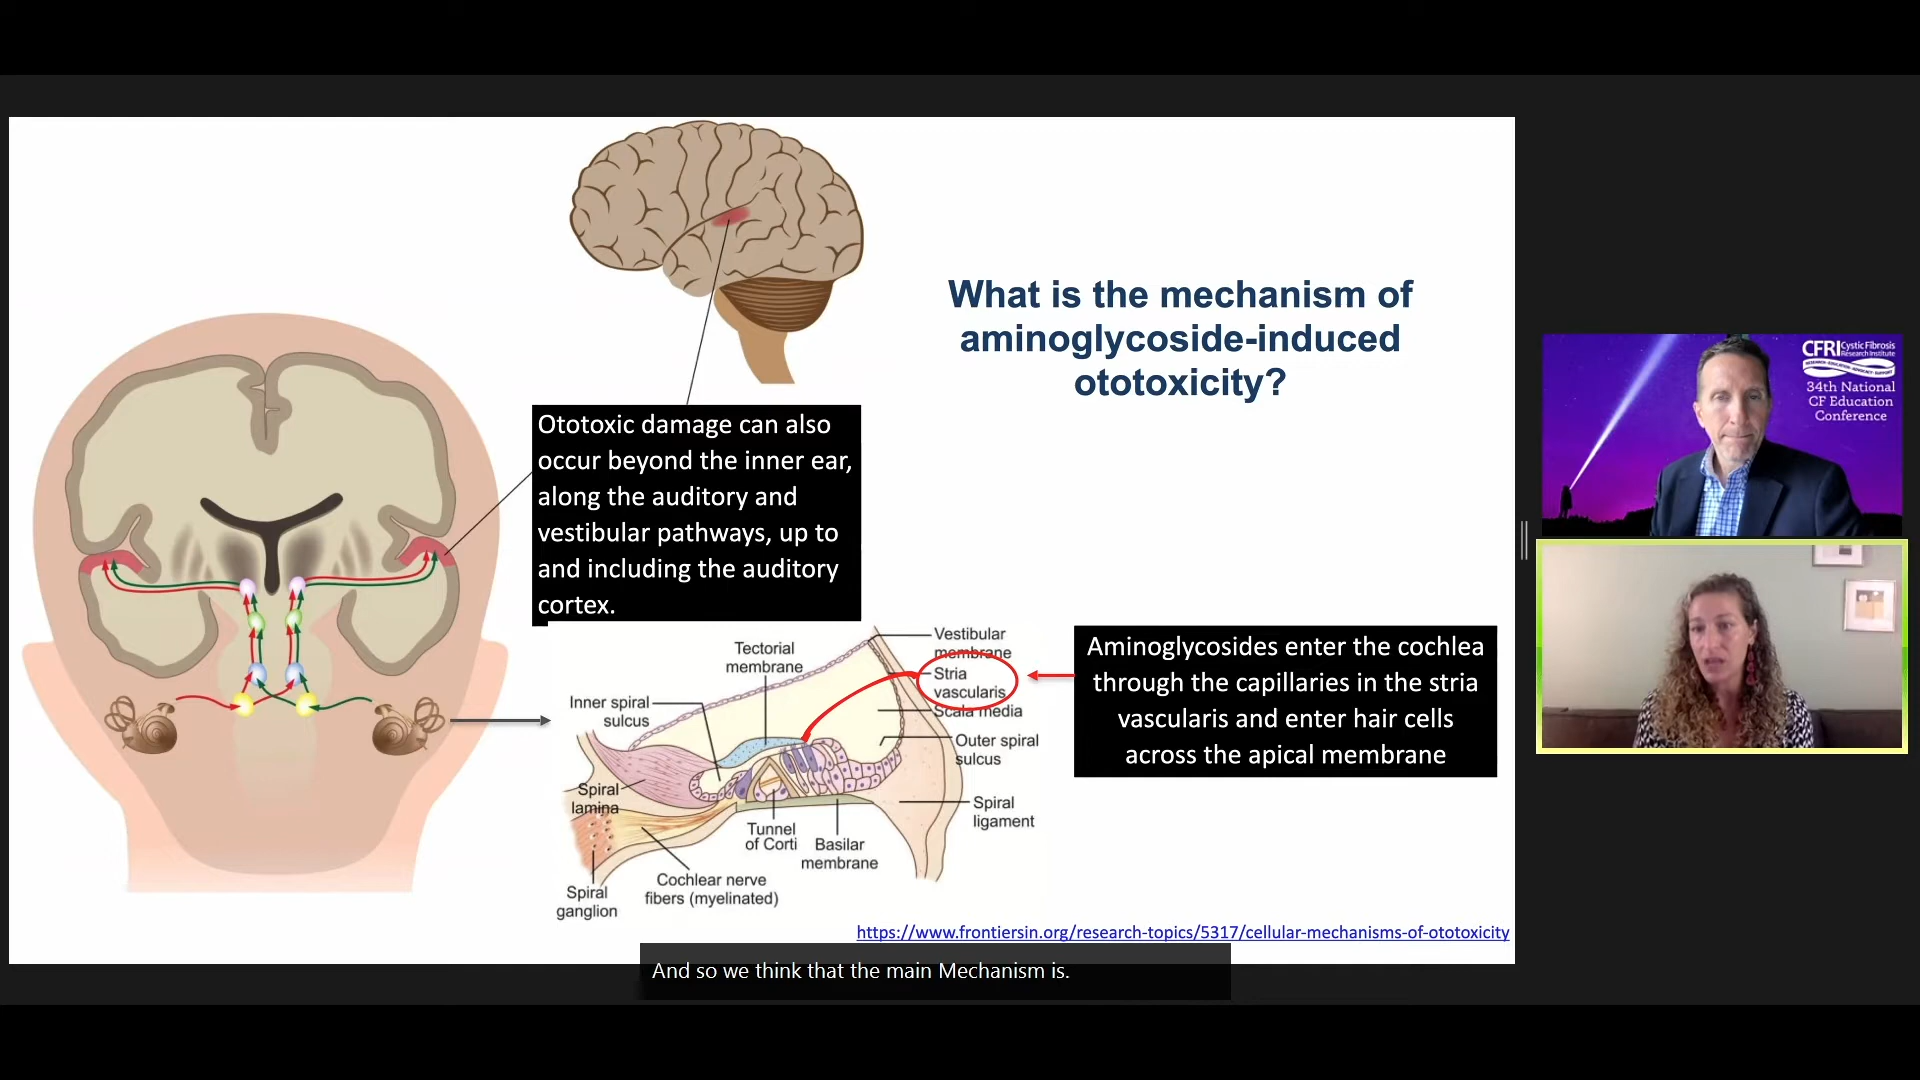 What is the mechanism of
aminoglycoside-induced
ototoxicity?
Ototoxic damage can also
occur beyond the inner ear,
along the auditory and
vestibular pathways, up to
and including the auditory
cortex.
Tectorial
membrane
Vestibular
membrane
Stria
vascularis
Scala media
Inner spiral
sulcus
Outer spiral
sulcus
Spiral
lamina
Spiral
ligament
Tunnel
of Corti
Basilar
membrane
Cochlear nerve
fibers (myelinated)
Spiral
ganglion
Aminoglycosides enter the cochlea
through the capillaries in the stria
vascularis and enter hair cells
across the apical membrane
https://www.frontiersin.org/research-topics/5317/cellular-mechanisms-of-ototoxicity
And so we think that the main Mechanism is.
CFRI Cystic Fibrosis
Research Institute
34th National
CF Education
Conference